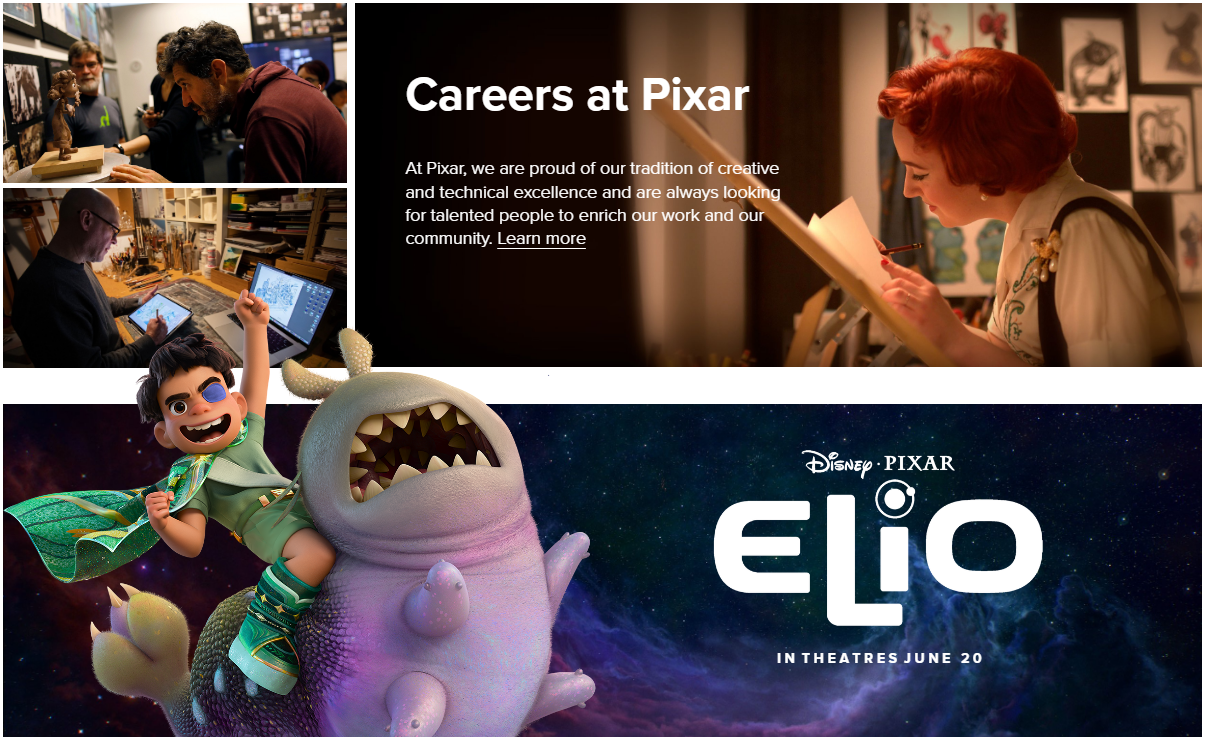 Careers at Pixar
At Pixar, we are proud of our tradition of creative
and technical excellence and are always looking
for talented people to enrich our work and our
community. Learn more
Disney · PIXAR
ELiO
IN THEATRES JUNE 20